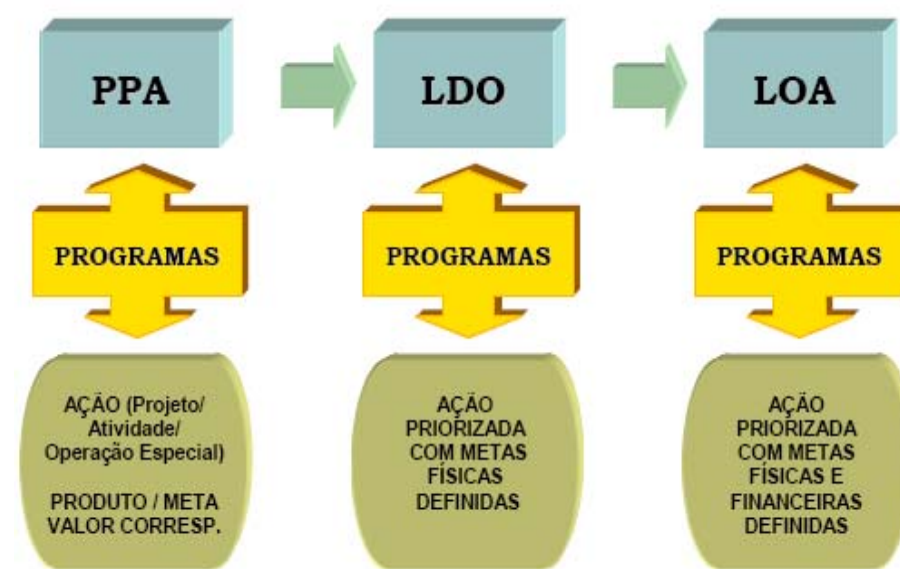 PPA
LDO
LOA
PROGRAMAS
PROGRAMAS
PROGRAMAS
AÇÃO (Projeto/
Atividade/
Operação Especial)
PRODUTO / META
VALOR CORRESP.
AÇÃO
PRIORIZADA
COM METAS
FÍSICAS
DEFINIDAS
AÇÃO
PRIORIZADA
COM METAS
FÍSICAS E
FINANCEIRAS
DEFINIDAS